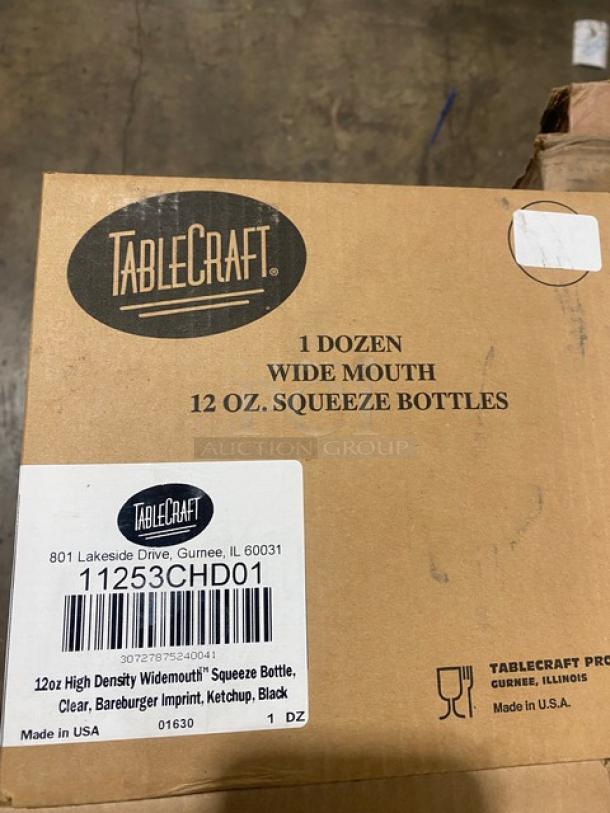 TABLECRAFT®
1 DOZEN
WIDE MOUTH
12 OZ. SQUEEZE BOTTLES
AUCTION GROUP
TABLECRAFT
801 Lakeside Drive, Gurnee, IL 60031
11253CHD01
30727875240041
12oz High Density Widemouth™ Squeeze Bottle,
Clear, Bareburger Imprint, Ketchup, Black
Made in USA 01630 1 DZ
TABLECRAFT PRO
GURNEE, ILLINOIS
Made in U.S.A.